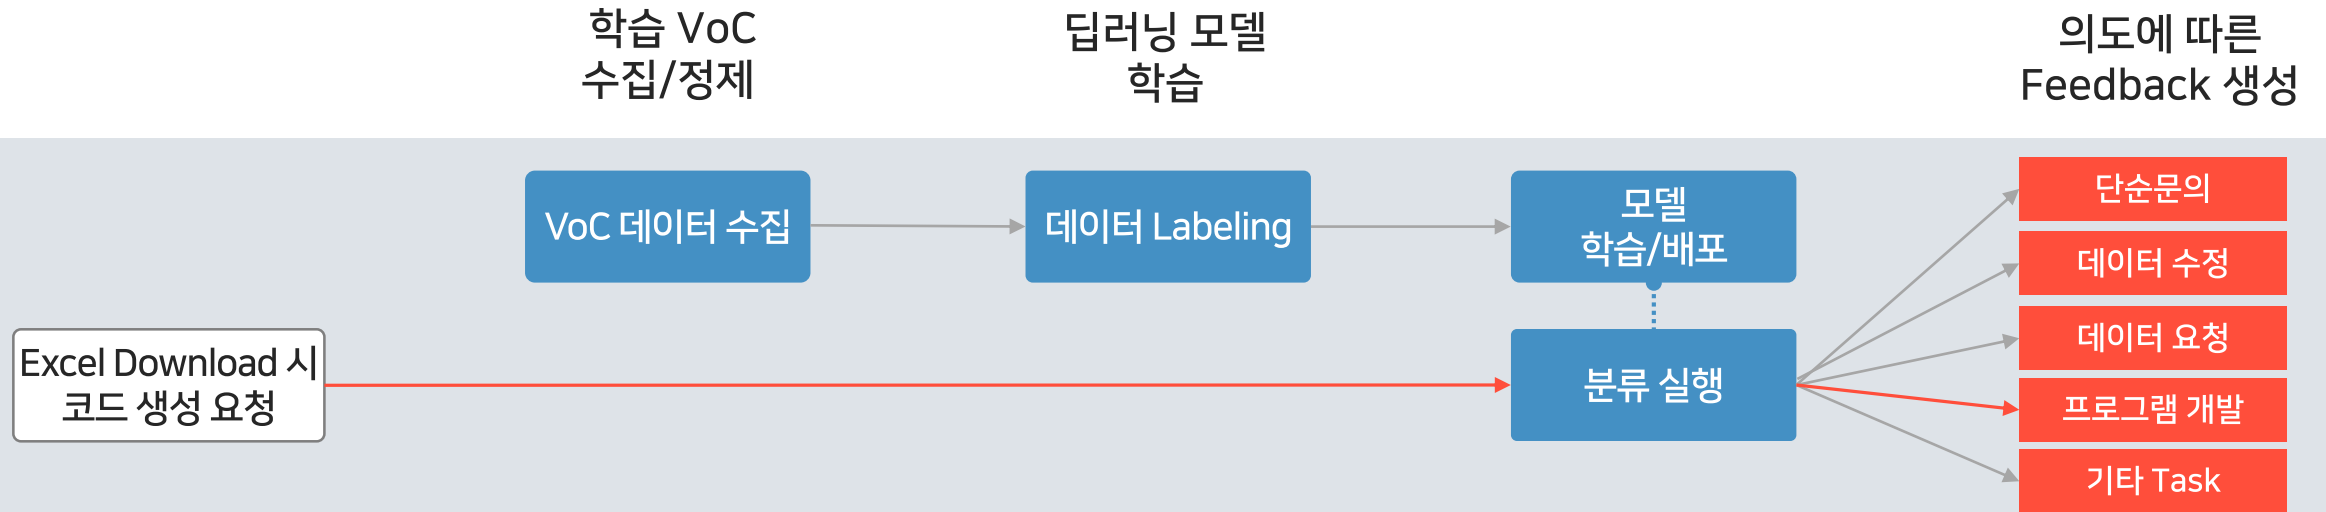 학습 VoC
수집/정제
딥러닝 모델
학습
의도에 따른
Feedback 생성
VoC 데이터 수집
데이터 Labeling
모델
학습/배포
Excel Download 시
코드 생성 요청
분류 실행
단순문의
데이터 수정
데이터 요청
프로그램 개발
기타 Task